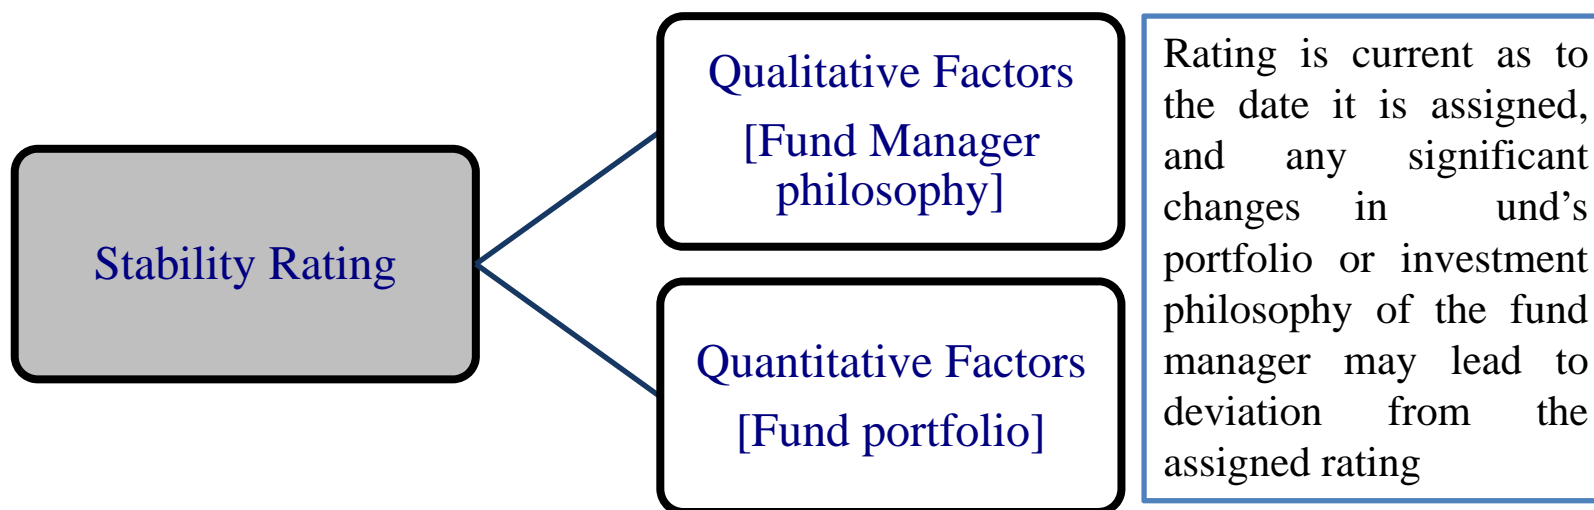 Stability Rating
Qualitative Factors
[Fund Manager
philosophy]
Quantitative Factors
[Fund portfolio]
Rating is current as to
the date it is assigned,
and any significant
changes in und’s
portfolio or investment
philosophy of the fund
manager may lead to
deviation from the
assigned rating